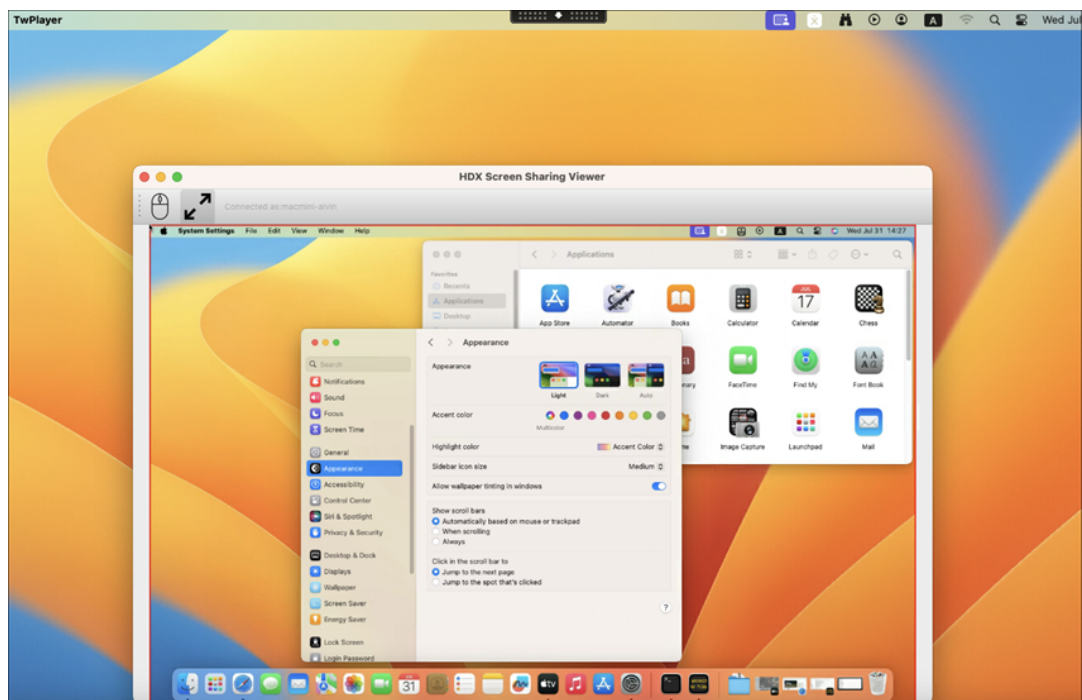 TwPlayer
A
Wed Jul
HDX Screen Sharing Viewer
Connected as:macmini-alvin
System Settings File Edit View Window Help
A
Wed Jul 31 14:27
Favorites
Recents
Applications
Desktop
Applications
App Store
Automator
Books
Calculator
JUL
17
Calendar
Chess
FaceTime
Find My
Font Book
Image Capture
Launchpad
Mail
Search
Notifications
Sound
Focus
Screen Time
General
Appearance
Accessibility
Control Center
Siri & Spotlight
Privacy & Security
Desktop & Dock
Displays
Wallpaper
Screen Saver
Energy Saver
Lock Screen
Login Password
Appearance
Appearance
Light
Dark
Auto
Accent color
Multicolor
Highlight color
Accent Color
Sidebar icon size
Medium
Allow wallpaper tinting in windows
Show scroll bars
Automatically based on mouse or trackpad
When scrolling
Always
Click in the scroll bar to
Jump to the next page
Jump to the spot that's clicked
?
31
tv